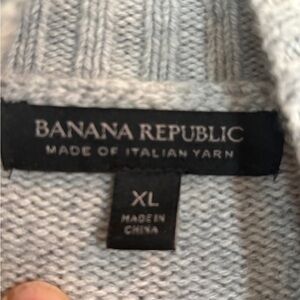 BANANA REPUBLIC
MADE OF ITALIAN YARN
XL
MADE IN
CHINA